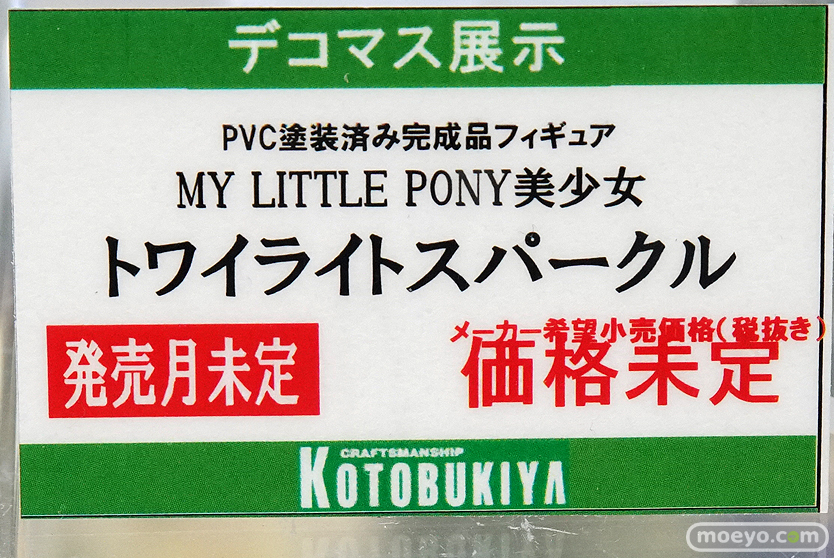 デコマス展示
PVC塗装済み完成品フィギュア
MY LITTLE PONY美少女
トワイライトスパークル
メーカー希望小売価格(税抜き)
発売月未定
価格未定
CRAFTSMANSHIP
KOTOBUKIYA
moeyo.com